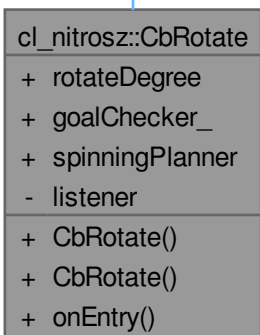 cl_nitrosz::CbRotate
+ rotateDegree
+ goalChecker_
+ spinningPlanner
- listener
+ CbRotate()
+ CbRotate()
+ onEntry()